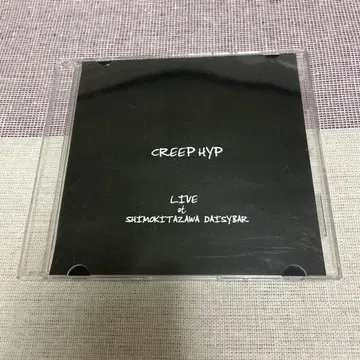 CREEP HYP
LIVE
at
SHIMOKITAZAWA DAISYBAR